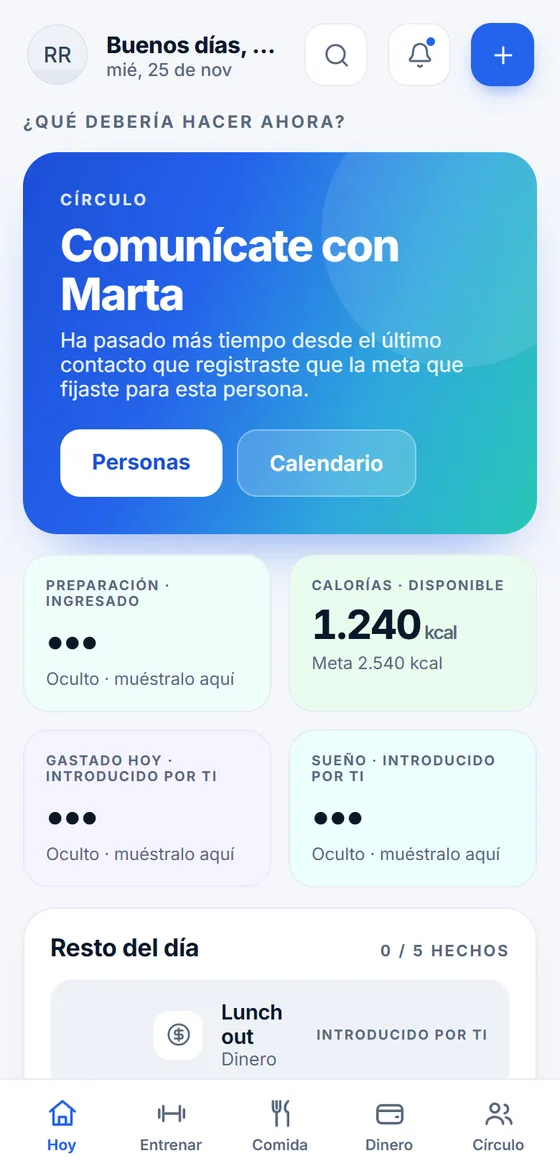 RR
Buenos días, ...
mié, 25 de nov
¿QUÉ DEBERÍA HACER AHORA?
CÍRCULO
Comunícate con
Marta
Ha pasado más tiempo desde el último
contacto que registraste que la meta que
fijaste para esta persona.
Personas
Calendario
PREPARACIÓN ·
INGRESADO
●●●
Oculto · muéstralo aquí
CALORÍAS · DISPONIBLE
1.240 kcal
Meta 2.540 kcal
GASTADO HOY ·
INTRODUCIDO POR TI
●●●
Oculto · muéstralo aquí
SUEÑO · INTRODUCIDO
POR TI
●●●
Oculto · muéstralo aquí
Resto del día
0 / 5 HECHOS
Lunch
out
Dinero
INTRODUCIDO POR TI
Hoy
Entrenar
Comida
Dinero
Círculo